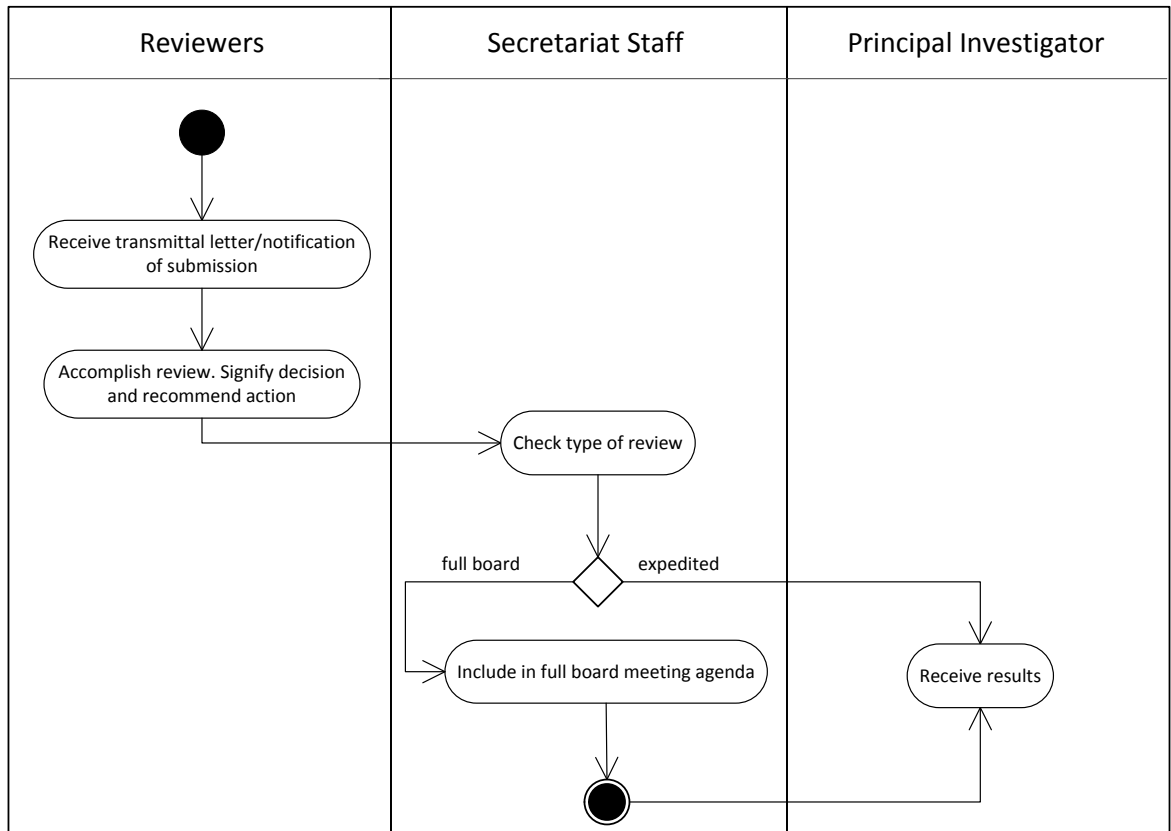 Reviewers
Secretariat Staff
Principal Investigator
Receive transmittal letter/notification
of submission
Accomplish review. Signify decision
and recommend action
Check type of review
full board
expedited
Include in full board meeting agenda
Receive results